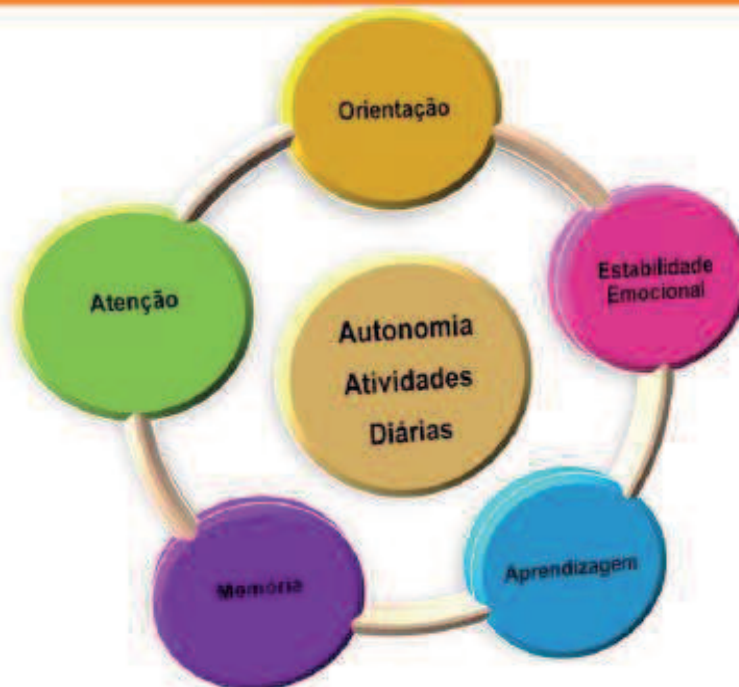 Orientação
Estabilidade
Emocional
Aprendizagem
Memória
Atenção
Autonomia
Atividades
Diárias